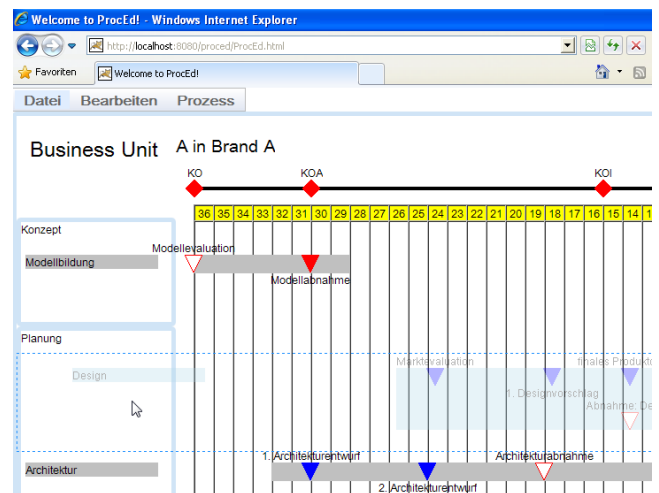 Welcome to ProcEd! - Windows Internet Explorer
http://localhost:8080/proced/ProcEd.html
Favoriten Welcome to ProcEd!
Datei Bearbeiten Prozess
Business Unit A in Brand A
KO KOA KOI
36 35 34 33 32 31 30 29 28 27 26 25 24 23 22 21 20 19 18 17 16 15 14
Konzept
Modellevaluation
Modellbildung
Modellabnahme
Planung
Marktevaluation finales
Design
1. Designvorschlag
Abnahme:
1. Architekturentwurf Architekturabnahme
Architektur
2. Architekturentwurf